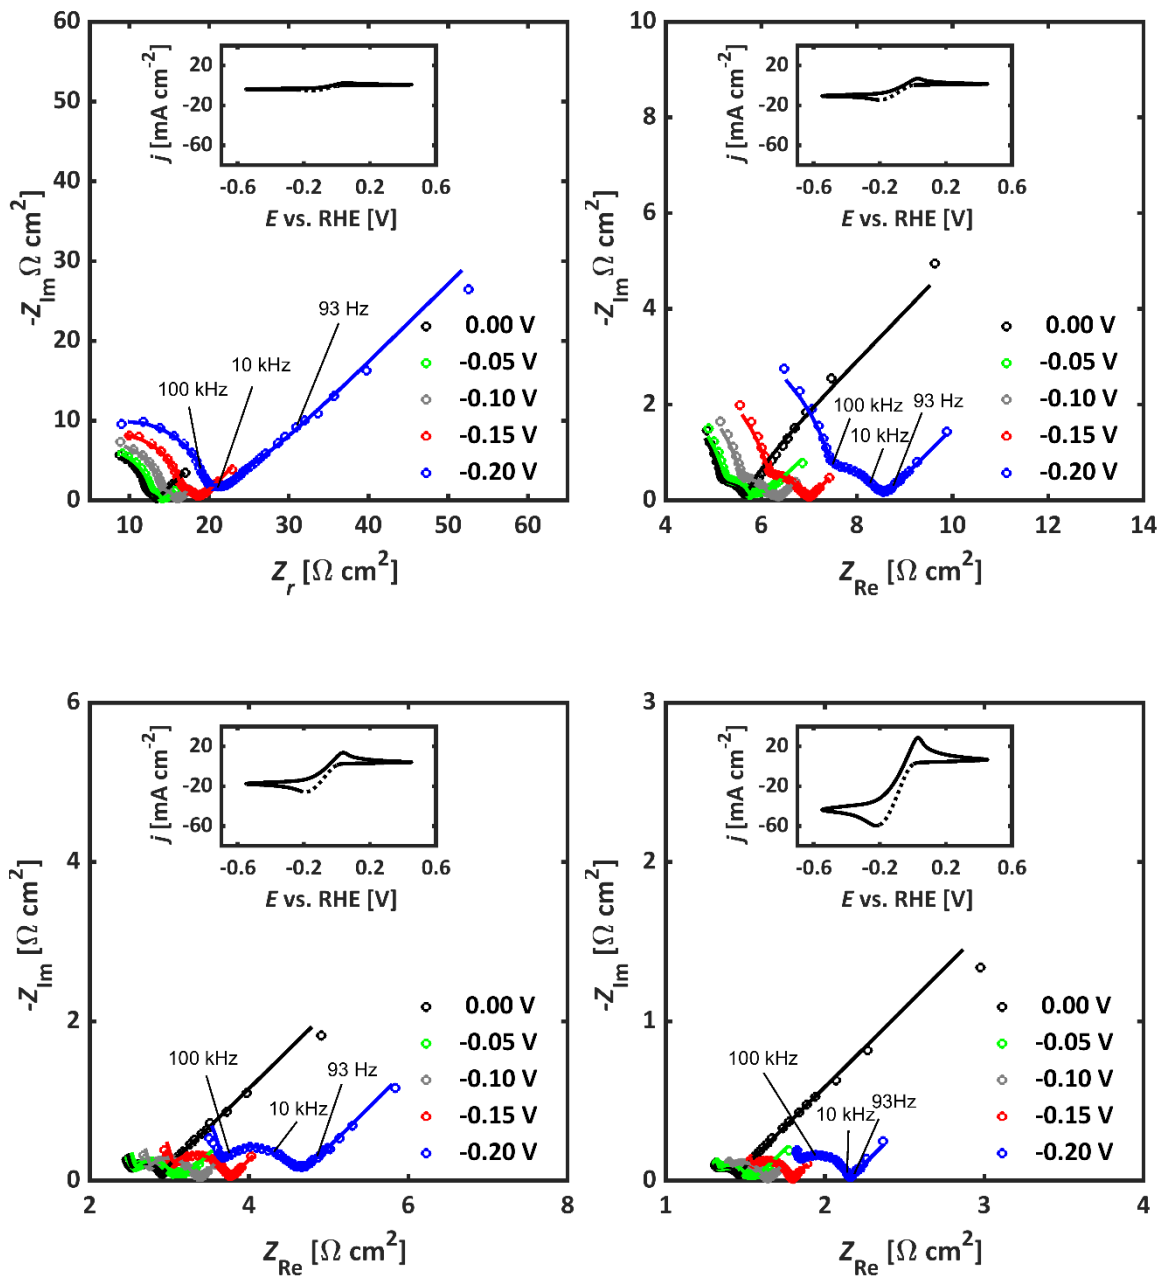 60
50
40
30
20
10
0
10 20 30 40 50 60
-Z_Im Ω cm²
Z_r [Ω cm²]
20
-20
-60
j [mA cm⁻²]
-0.6 -0.2 0.2 0.6
E vs. RHE [V]
93 Hz
10 kHz
100 kHz
0.00 V
-0.05 V
-0.10 V
-0.15 V
-0.20 V
10
8
6
4
2
0
4 6 8 10 12 14
-Z_Im Ω cm²
Z_Re [Ω cm²]
20
-20
-60
j [mA cm⁻²]
-0.6 -0.2 0.2 0.6
E vs. RHE [V]
100 kHz
93 Hz
10 kHz
0.00 V
-0.05 V
-0.10 V
-0.15 V
-0.20 V
6
4
2
0
2 4 6 8
-Z_Im [Ω cm²]
Z_Re [Ω cm²]
20
-20
-60
j [mA cm⁻²]
-0.6 -0.2 0.2 0.6
E vs. RHE [V]
100 kHz
93 Hz
10 kHz
0.00 V
-0.05 V
-0.10 V
-0.15 V
-0.20 V
3
2
1
0
1 2 3 4
-Z_Im [Ω cm²]
Z_Re [Ω cm²]
20
-20
-60
j [mA cm⁻²]
-0.6 -0.2 0.2 0.6
E vs. RHE [V]
100 kHz
10 kHz
93Hz
0.00 V
-0.05 V
-0.10 V
-0.15 V
-0.20 V